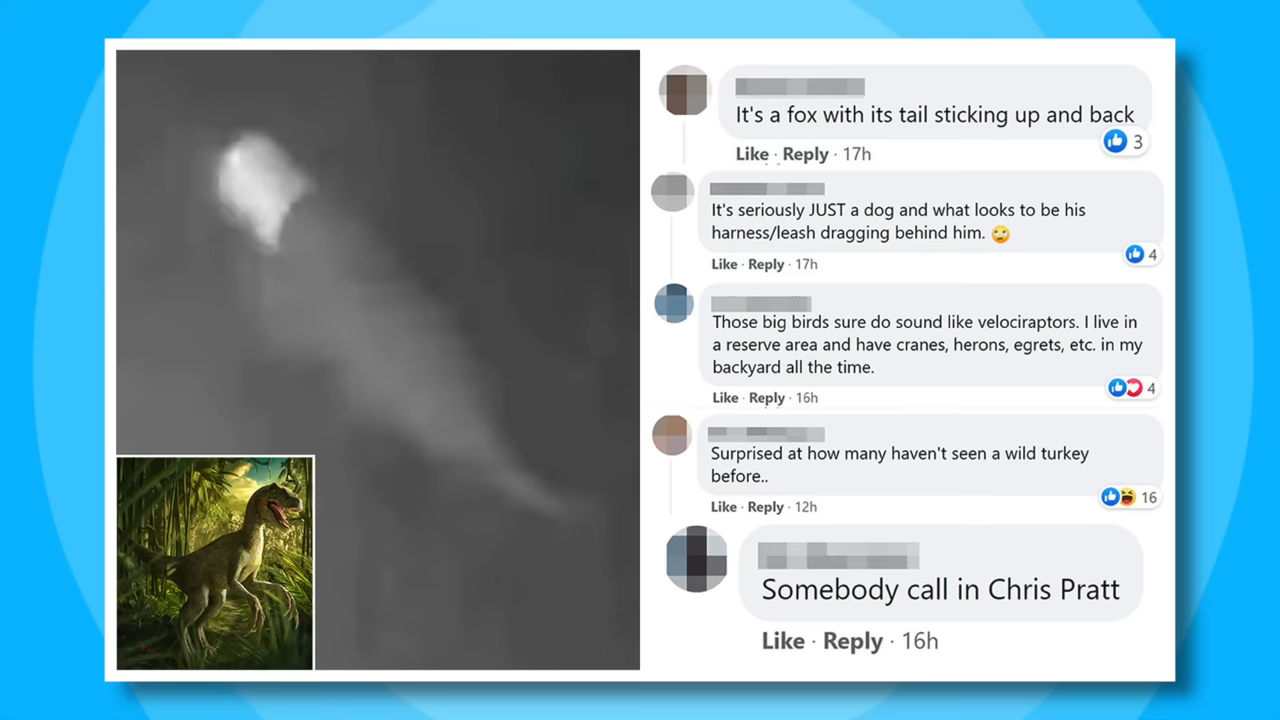 It's a fox with its tail sticking up and back
3
Like · Reply · 17h
It's seriously JUST a dog and what looks to be his
harness/leash dragging behind him. 🙄
4
Like · Reply · 17h
Those big birds sure do sound like velociraptors. I live in
a reserve area and have cranes, herons, egrets, etc. in my
backyard all the time.
4
Like · Reply · 16h
Surprised at how many haven't seen a wild turkey
before..
16
Like · Reply · 12h
Somebody call in Chris Pratt
Like · Reply · 16h